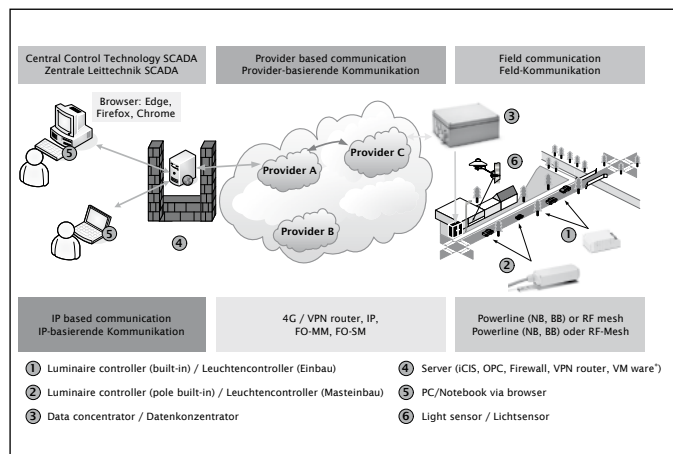 Central Control Technology SCADA
Zentrale Leittechnik SCADA
Provider based communication
Provider-basierende Kommunikation
Field communication
Feld-Kommunikation
Browser: Edge,
Firefox, Chrome
5
5
4
Provider A
Provider C
Provider B
3
6
1
2
IP based communication
IP-basierende Kommunikation
4G / VPN router, IP,
FO-MM, FO-SM
Powerline (NB, BB) or RF mesh
Powerline (NB, BB) oder RF-Mesh
1 Luminaire controller (built-in) / Leuchtencontroller (Einbau)
2 Luminaire controller (pole built-in) / Leuchtencontroller (Masteinbau)
3 Data concentrator / Datenkonzentrator
4 Server (iCIS, OPC, Firewall, VPN router, VM ware*)
5 PC/Notebook via browser
6 Light sensor / Lichtsensor